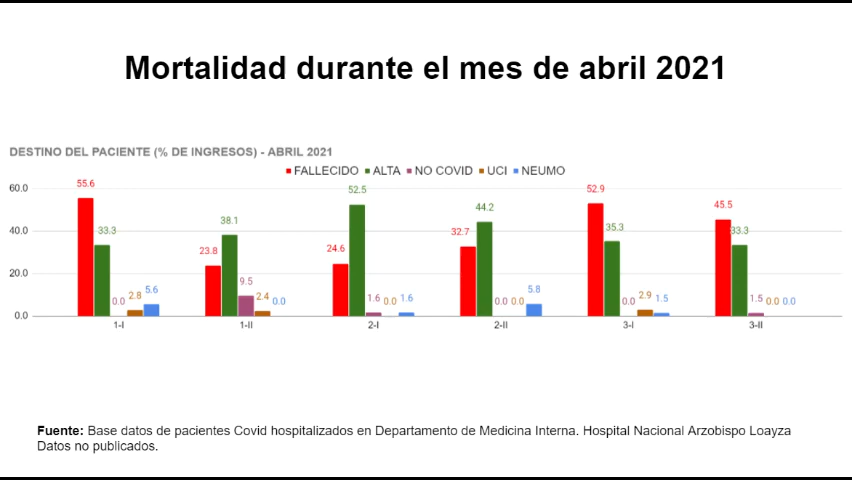 Mortalidad durante el mes de abril 2021
DESTINO DEL PACIENTE (% DE INGRESOS) - ABRIL 2021
FALLECIDO ALTA NO COVID UCI NEUMO
60.0
40.0
20.0
0.0
55.6 33.3 0.0 2.8 5.6
23.8 38.1 9.5 2.4 0.0
24.6 52.5 1.6 0.0 1.6
32.7 44.2 0.0 0.0 5.8
52.9 35.3 0.0 2.9 1.5
45.5 33.3 1.5 0.0 0.0
1-I 1-II 2-I 2-II 3-I 3-II
Fuente: Base datos de pacientes Covid hospitalizados en Departamento de Medicina Interna. Hospital Nacional Arzobispo Loayza
Datos no publicados.